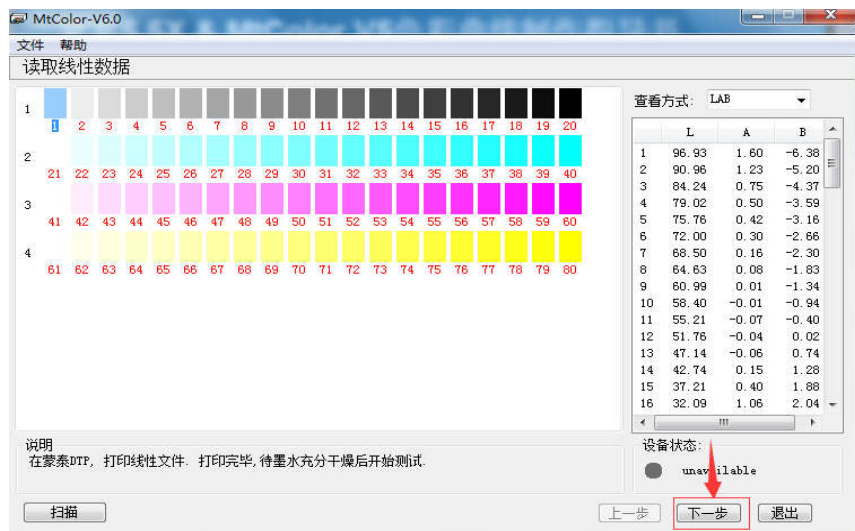 MtColor-V6.0
文件 帮助
读取线性数据
1
1 2 3 4 5 6 7 8 9 10 11 12 13 14 15 16 17 18 19 20
2
21 22 23 24 25 26 27 28 29 30 31 32 33 34 35 36 37 38 39 40
3
41 42 43 44 45 46 47 48 49 50 51 52 53 54 55 56 57 58 59 60
4
61 62 63 64 65 66 67 68 69 70 71 72 73 74 75 76 77 78 79 80
查看方式: LAB
L A B
1 96.93 1.60 -6.38
2 90.96 1.23 -5.20
3 84.24 0.75 -4.37
4 79.02 0.50 -3.59
5 75.76 0.42 -3.16
6 72.00 0.30 -2.66
7 68.50 0.16 -2.30
8 64.63 0.08 -1.83
9 60.99 0.01 -1.34
10 58.40 -0.01 -0.94
11 55.21 -0.07 -0.40
12 51.76 -0.04 0.02
13 47.14 -0.06 0.74
14 42.74 0.15 1.28
15 37.21 0.40 1.88
16 32.09 1.06 2.04
说明
在蒙泰DTP, 打印线性文件. 打印完毕,待墨水充分干燥后开始测试.
设备状态:
unavailable
扫描 上一步 下一步 退出